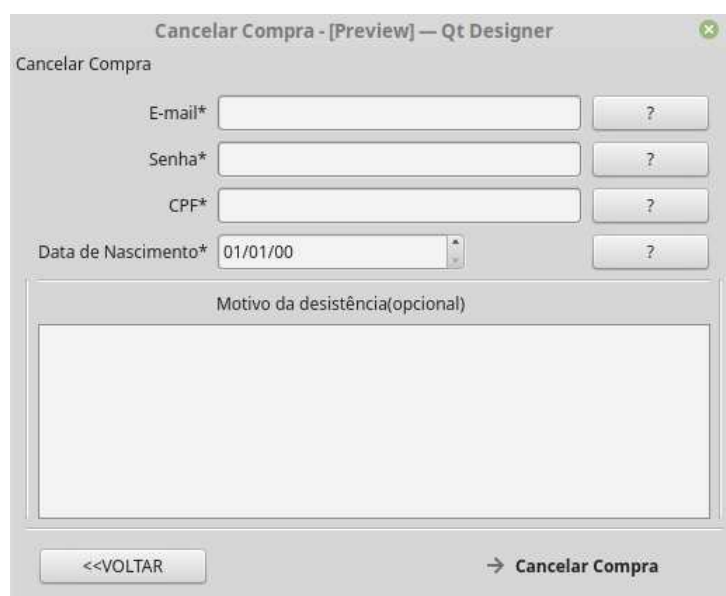 Cancelar Compra - [Preview] — Qt Designer
Cancelar Compra
E-mail* ?
Senha* ?
CPF* ?
Data de Nascimento* 01/01/00 ?
Motivo da desistência(opcional)
<<VOLTAR → Cancelar Compra